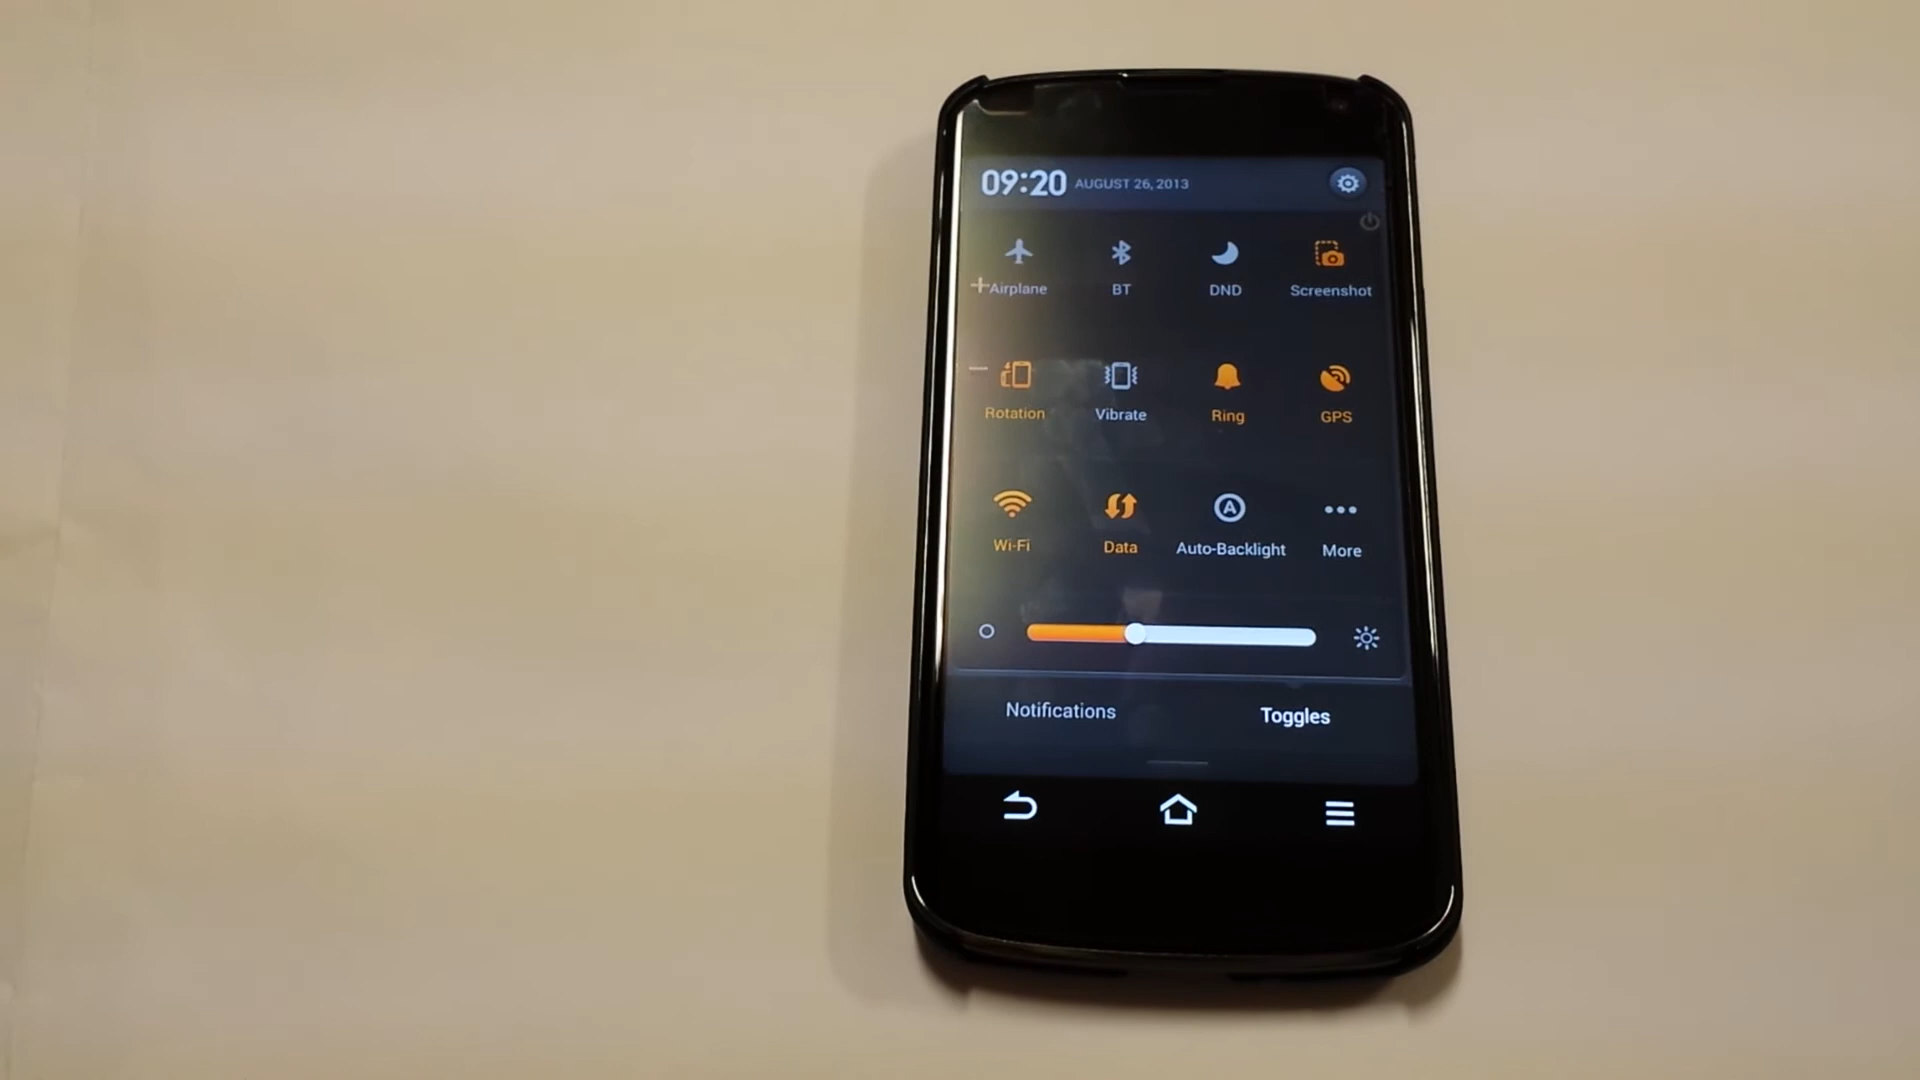 09:20 AUGUST 26, 2013
Airplane BT DND Screenshot
Rotation Vibrate Ring GPS
Wi-Fi Data Auto-Backlight More
Notifications Toggles